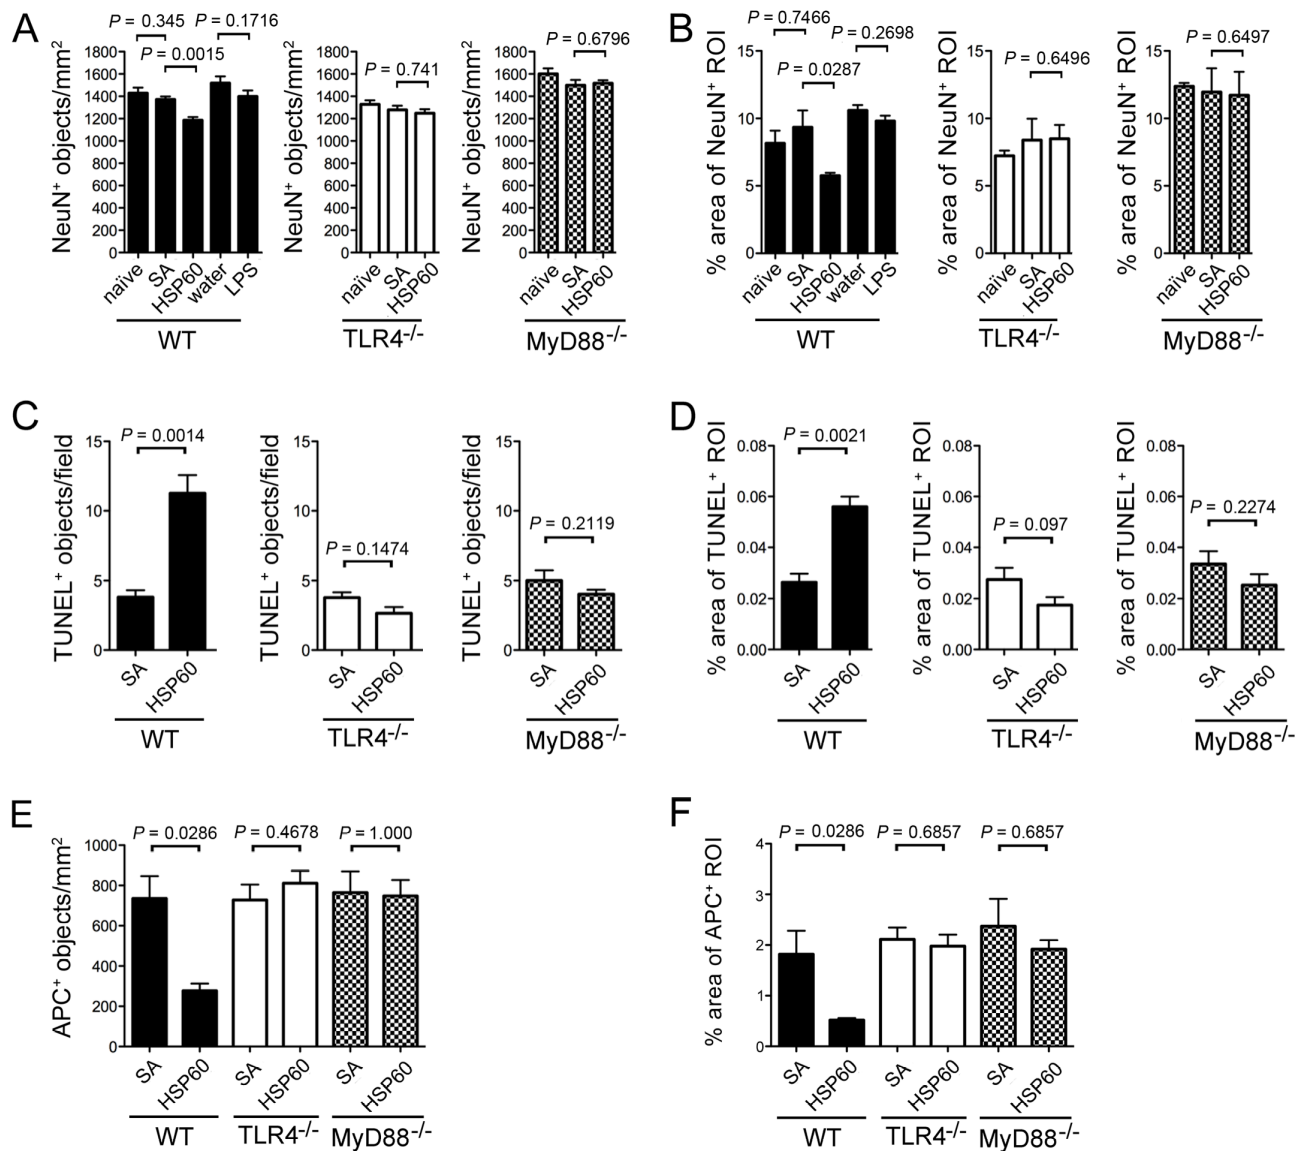 A
P = 0.345
P = 0.1716
P = 0.0015
NeuN+ objects/mm2
1800
1600
1400
1200
1000
800
600
400
200
0
naïve
SA
HSP60
water
LPS
WT
P = 0.741
NeuN+ objects/mm2
1800
1600
1400
1200
1000
800
600
400
200
0
naïve
SA
HSP60
TLR4-/-
P = 0.6796
NeuN+ objects/mm2
1800
1600
1400
1200
1000
800
600
400
200
0
naïve
SA
HSP60
MyD88-/-
B
P = 0.7466
P = 0.2698
P = 0.0287
% area of NeuN+ ROI
15
10
5
0
naïve
SA
HSP60
water
LPS
WT
P = 0.6496
% area of NeuN+ ROI
15
10
5
0
naïve
SA
HSP60
TLR4-/-
P = 0.6497
% area of NeuN+ ROI
15
10
5
0
naïve
SA
HSP60
MyD88-/-
C
P = 0.0014
TUNEL+ objects/field
15
10
5
0
SA
HSP60
WT
P = 0.1474
TUNEL+ objects/field
15
10
5
0
SA
HSP60
TLR4-/-
P = 0.2119
TUNEL+ objects/field
15
10
5
0
SA
HSP60
MyD88-/-
D
P = 0.0021
% area of TUNEL+ ROI
0.08
0.06
0.04
0.02
0.00
SA
HSP60
WT
P = 0.097
% area of TUNEL+ ROI
0.08
0.06
0.04
0.02
0.00
SA
HSP60
TLR4-/-
P = 0.2274
% area of TUNEL+ ROI
0.08
0.06
0.04
0.02
0.00
SA
HSP60
MyD88-/-
E
P = 0.0286
P = 0.4678
P = 1.000
APC+ objects/mm2
1000
800
600
400
200
0
SA
HSP60
SA
HSP60
SA
HSP60
WT
TLR4-/-
MyD88-/-
F
P = 0.0286
P = 0.6857
P = 0.6857
% area of APC+ ROI
4
3
2
1
0
SA
HSP60
SA
HSP60
SA
HSP60
WT
TLR4-/-
MyD88-/-